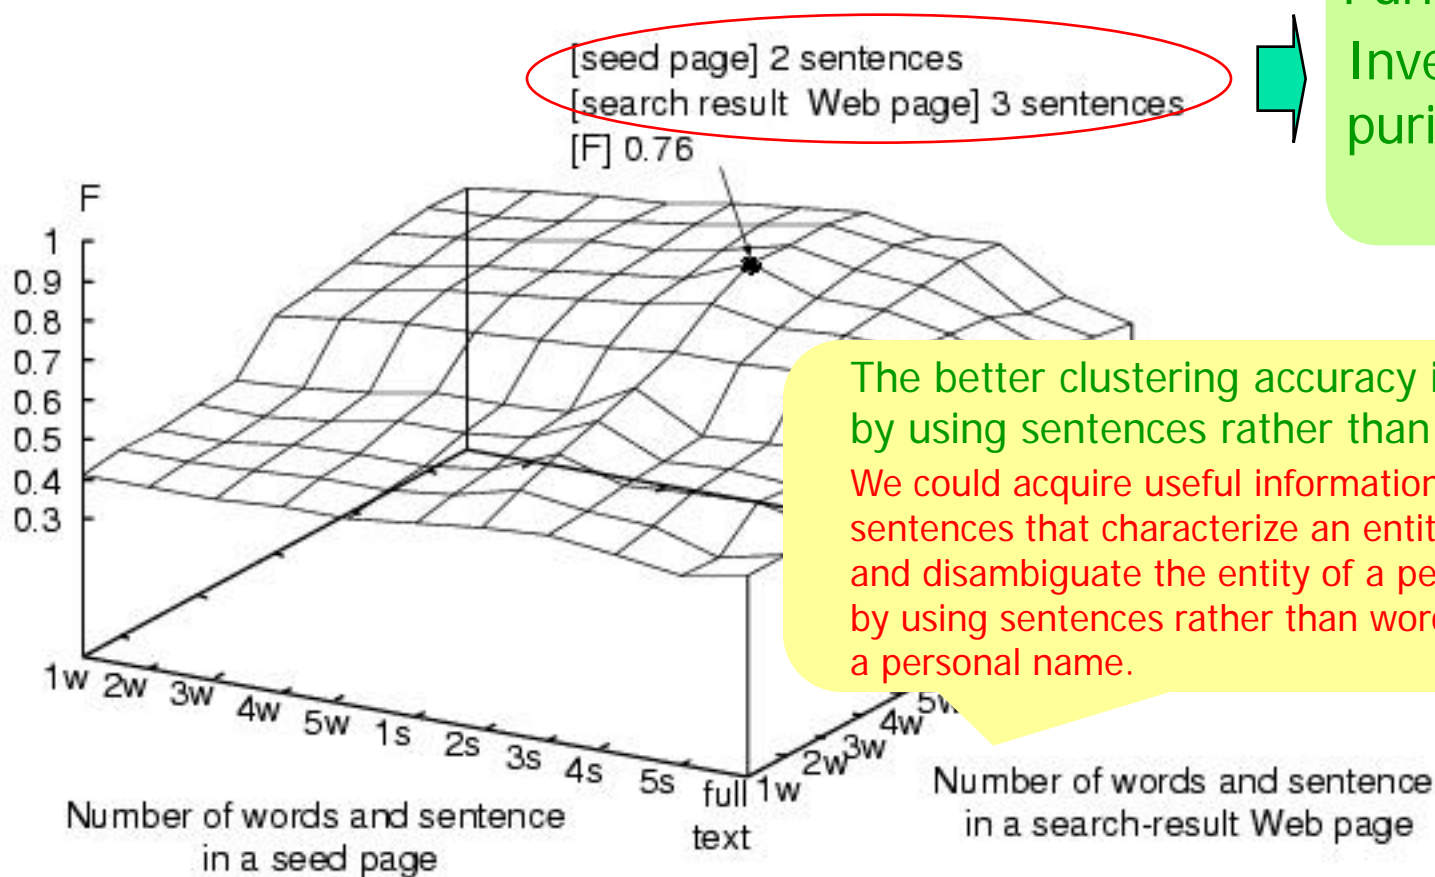 [seed page] 2 sentences
[search result Web page] 3 sentences
[F] 0.76
Inve
puri
F
1
0.9
0.8
0.7
0.6
0.5
0.4
0.3
The better clustering accuracy i
by using sentences rather than
We could acquire useful information
sentences that characterize an entit
and disambiguate the entity of a pe
by using sentences rather than word
a personal name.
1w 2w 3w 4w 5w 1s 2s 3s 4s 5s full
text
1w 2w 3w 4w 5w
Number of words and sentence
in a seed page
Number of words and sentence
in a search-result Web page